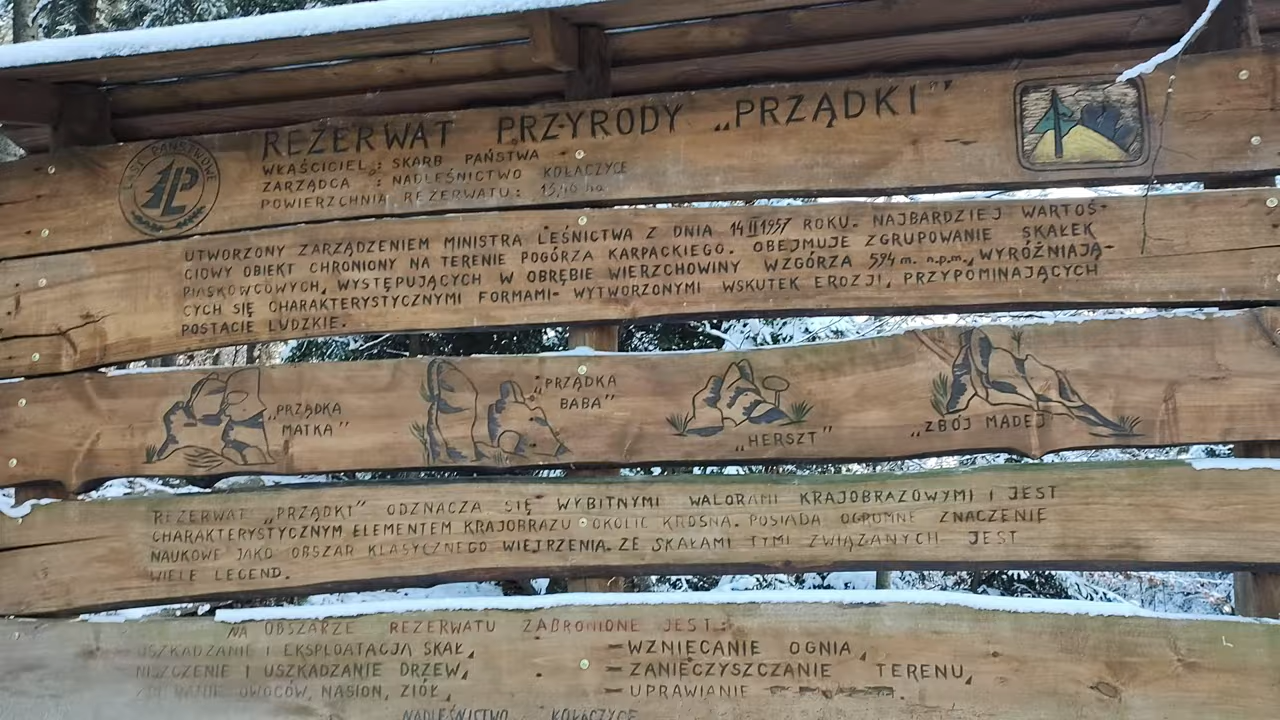 REZERWAT PRZYRODY „PRZĄDKI”
LASY PAŃSTWOWE
LP
WŁAŚCICIEL: SKARB PAŃSTWA
ZARZĄDCA : NADLEŚNICTWO KOŁACZYCE
POWIERZCHNIA REZERWATU: 13,46 ha
UTWORZONY ZARZĄDZENIEM MINISTRA LEŚNICTWA Z DNIA 14 II 1957 ROKU. NAJBARDZIEJ WARTOŚ-
CIOWY OBIEKT CHRONIONY NA TERENIE POGÓRZA KARPACKIEGO. OBEJMUJE ZGRUPOWANIE SKAŁEK
PIASKOWCOWYCH, WYSTĘPUJĄCYCH W OBRĘBIE WIERZCHOWINY WZGÓRZA 594 m. n.p.m., WYRÓŻNIAJĄ-
CYCH SIĘ CHARAKTERYSTYCZNYMI FORMAMI- WYTWORZONYMI WSKUTEK EROZJI, PRZYPOMINAJĄCYCH
POSTACIE LUDZKIE.
„PRZĄDKA
MATKA”
„PRZĄDKA
BABA”
„HERSZT”
„ZBÓJ MADEJ”
REZERWAT „PRZĄDKI” ODZNACZA SIĘ WYBITNYMI WALORAMI KRAJOBRAZOWYMI I JEST
CHARAKTERYSTYCZNYM ELEMENTEM KRAJOBRAZU OKOLIC KROSNA. POSIADA OGROMNE ZNACZENIE
NAUKOWE JAKO OBSZAR KLASYCZNEGO WIEJRZENIA. ZE SKAŁAMI TYMI ZWIĄZANYCH JEST
WIELE LEGEND.
NA OBSZARZE REZERWATU ZABRONIONE JEST:
USZKADZANIE I EKSPLOATACJA SKAŁ,
NISZCZENIE I USZKADZANIE DRZEW,
OWOCÓW, NASION, ZIÓŁ,
– WZNIECANIE OGNIA,
– ZANIECZYSZCZANIE TERENU,
– UPRAWIANIE
NADLEŚNICTWO KOŁACZYCE